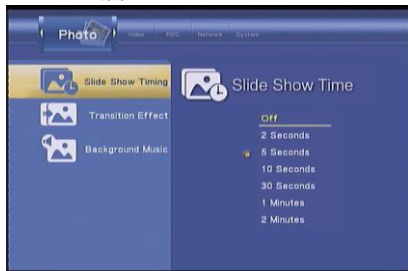 Photo Video REC Network System
Slide Show Timing
Transition Effect
Background Music
Slide Show Time
Off
2 Seconds
5 Seconds
10 Seconds
30 Seconds
1 Minutes
2 Minutes